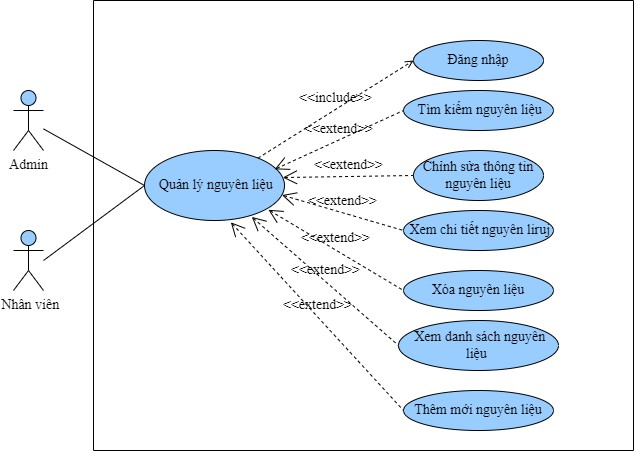 Đăng nhập
<<include>>
Tìm kiếm nguyên liệu
<<extend>>
Admin
Chỉnh sửa thông tin
nguyên liệu
<<extend>>
Quản lý nguyên liệu
Xem chi tiết nguyên liruj
<<extend>>
<<extend>>
Nhân viên
Xóa nguyên liệu
<<extend>>
<<extend>>
Xem danh sách nguyên
liệu
Thêm mới nguyên liệu